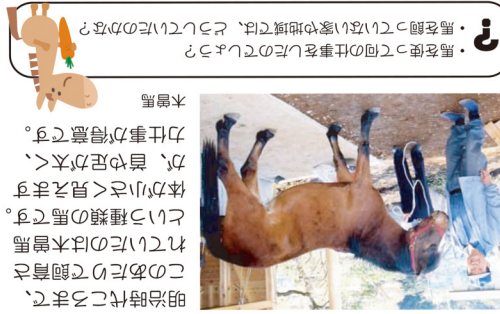 明治時代ころまで、
このあたりで飼育さ
れていたのは木曽馬
という種類の馬です。
体が小さく見えます
が、首や足が太く、
力仕事が得意です。
木曽馬
?
・馬を使って何の仕事をしたのでしょう？
・馬を飼っていない家や地域では、どうしていたのかな？